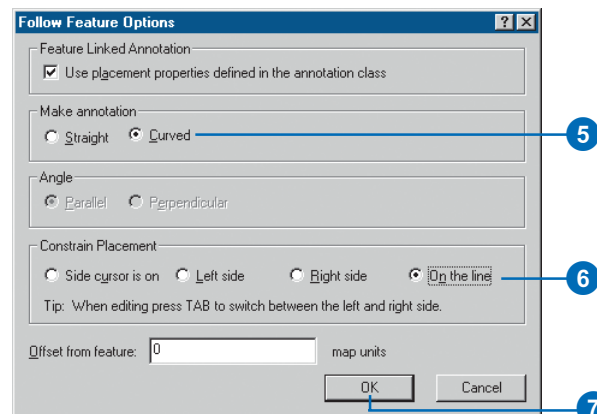 Follow Feature Options
Feature Linked Annotation
Use placement properties defined in the annotation class
Make annotation
Straight Curved 5
Angle
Parallel Perpendicular
Constrain Placement
Side cursor is on Left side Right side On the line 6
Tip: When editing press TAB to switch between the left and right side.
Offset from feature: 0 map units
OK Cancel
7